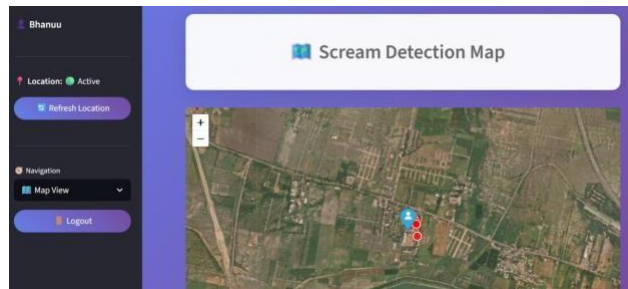 Bhanuu
Location: Active
Refresh Location
Navigation
Map View
Logout
Scream Detection Map
+
−